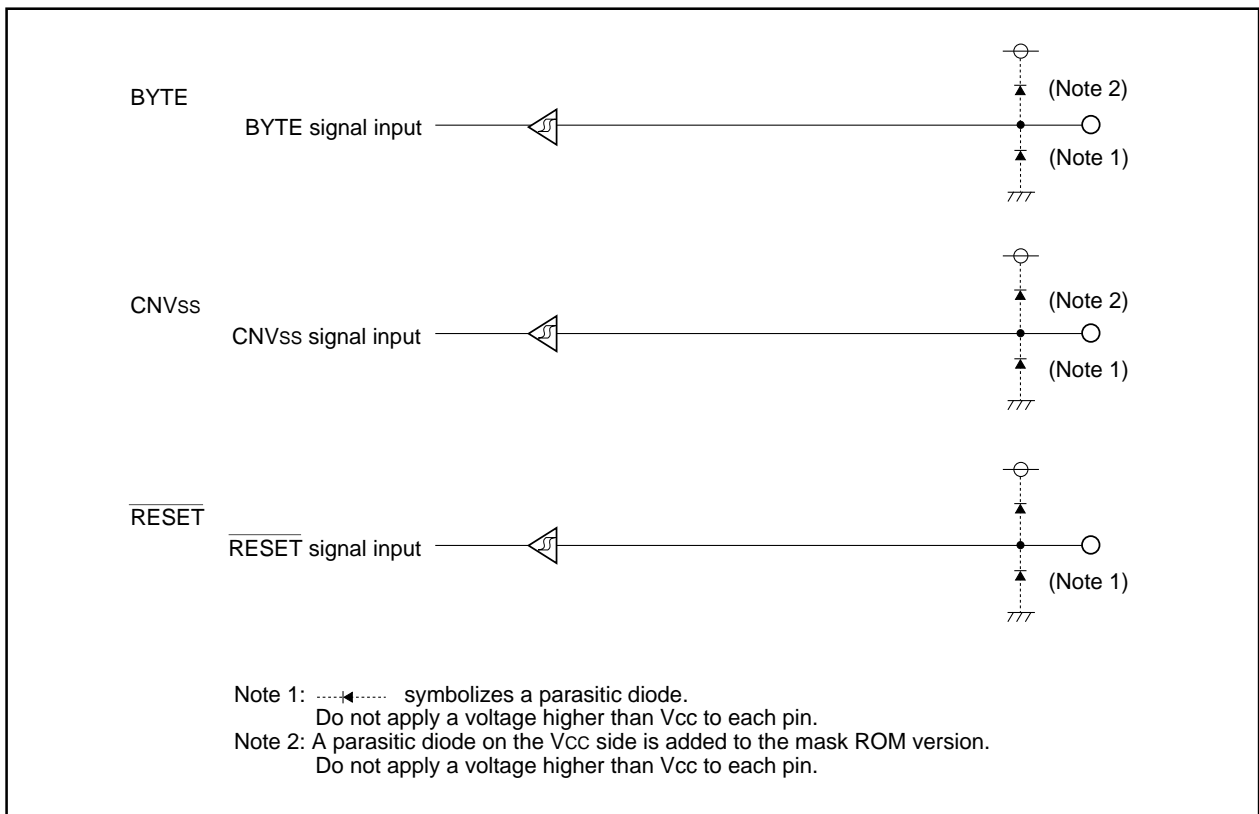 (Note 2)
BYTE
BYTE signal input
(Note 1)
(Note 2)
CNVss
CNVss signal input
(Note 1)
RESET
RESET signal input
(Note 1)
Note 1: symbolizes a parasitic diode.
Do not apply a voltage higher than Vcc to each pin.
Note 2: A parasitic diode on the VCC side is added to the mask ROM version.
Do not apply a voltage higher than Vcc to each pin.